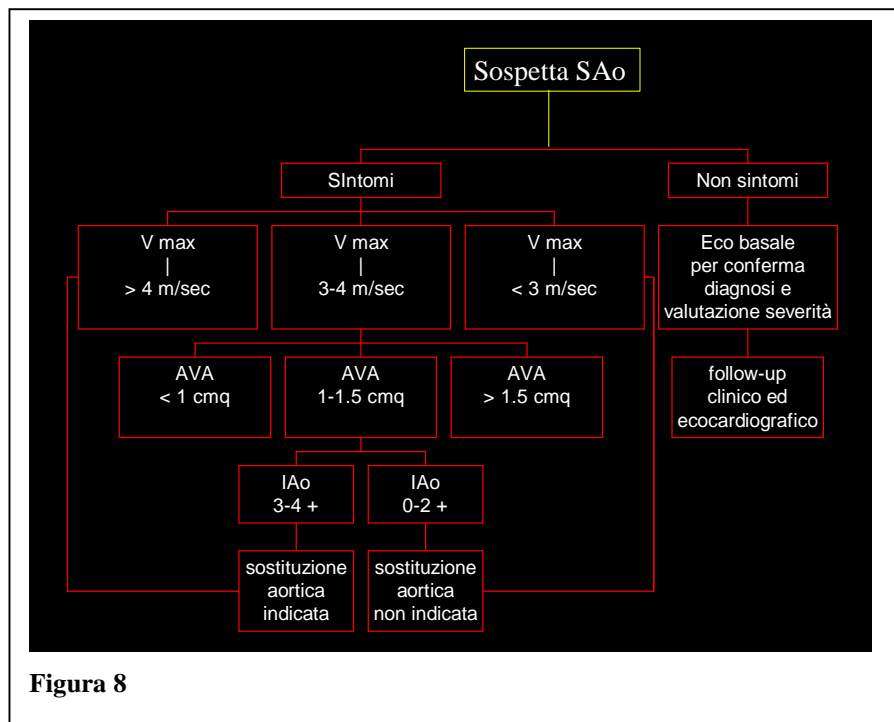 Sospetta SAo
SIntomi
Non sintomi
V max
|
> 4 m/sec
V max
|
3-4 m/sec
V max
|
< 3 m/sec
Eco basale
per conferma
diagnosi e
valutazione severità
AVA
< 1 cmq
AVA
1-1.5 cmq
AVA
> 1.5 cmq
follow-up
clinico ed
ecocardiografico
IAo
3-4 +
IAo
0-2 +
sostituzione
aortica
indicata
sostituzione
aortica
non indicata
Figura 8